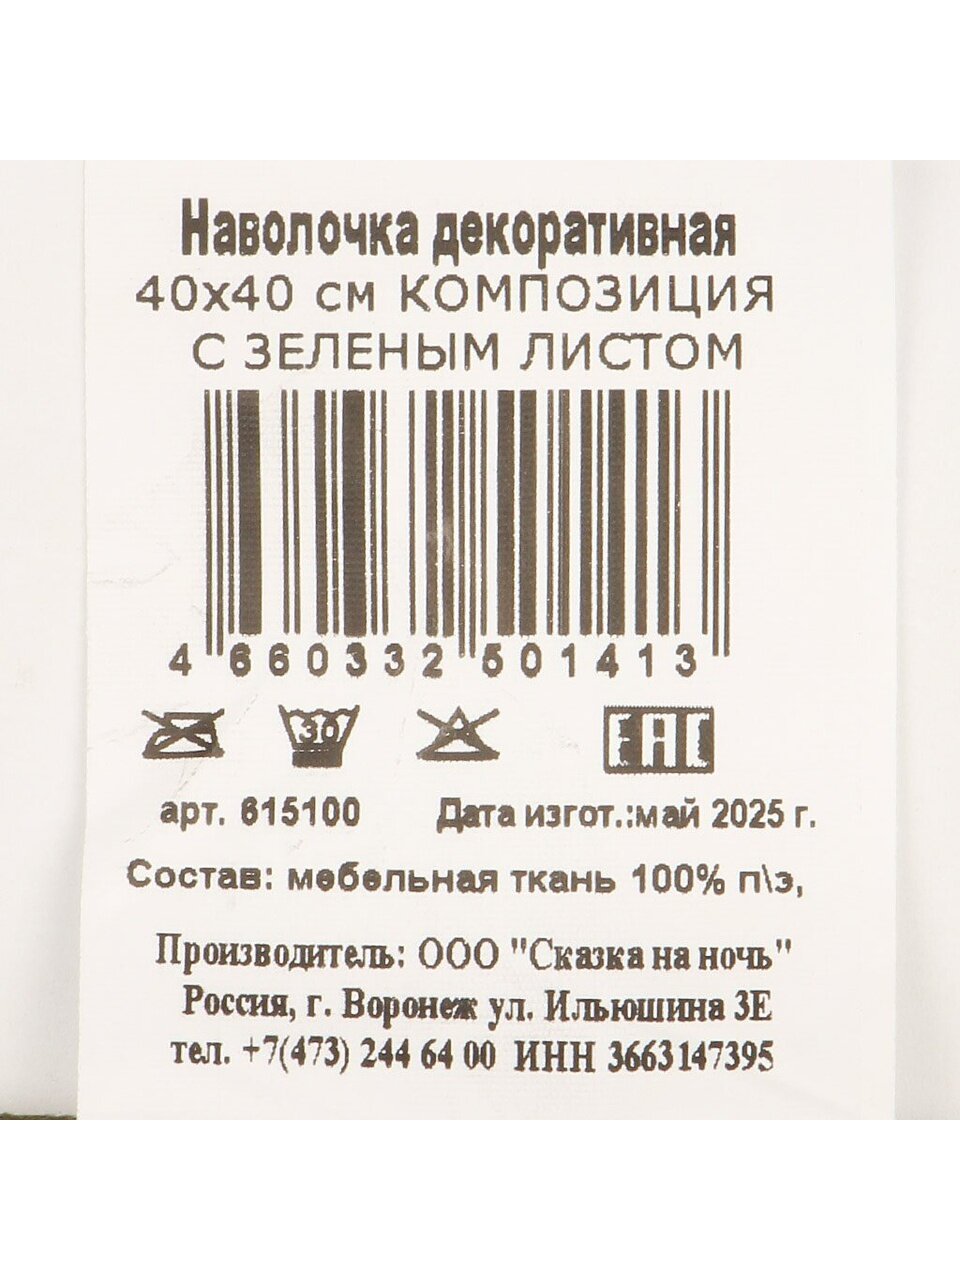 Наволочка декоративная
40х40 см КОМПОЗИЦИЯ
С ЗЕЛЕНЫМ ЛИСТОМ
4 660332 501413
30 EAC
арт. 615100 Дата изгот.:май 2025 г.
Состав: мебельная ткань 100% п\э,
Производитель: ООО "Сказка на ночь"
Россия, г. Воронеж ул. Ильюшина 3Е
тел. +7(473) 244 64 00 ИНН 3663147395